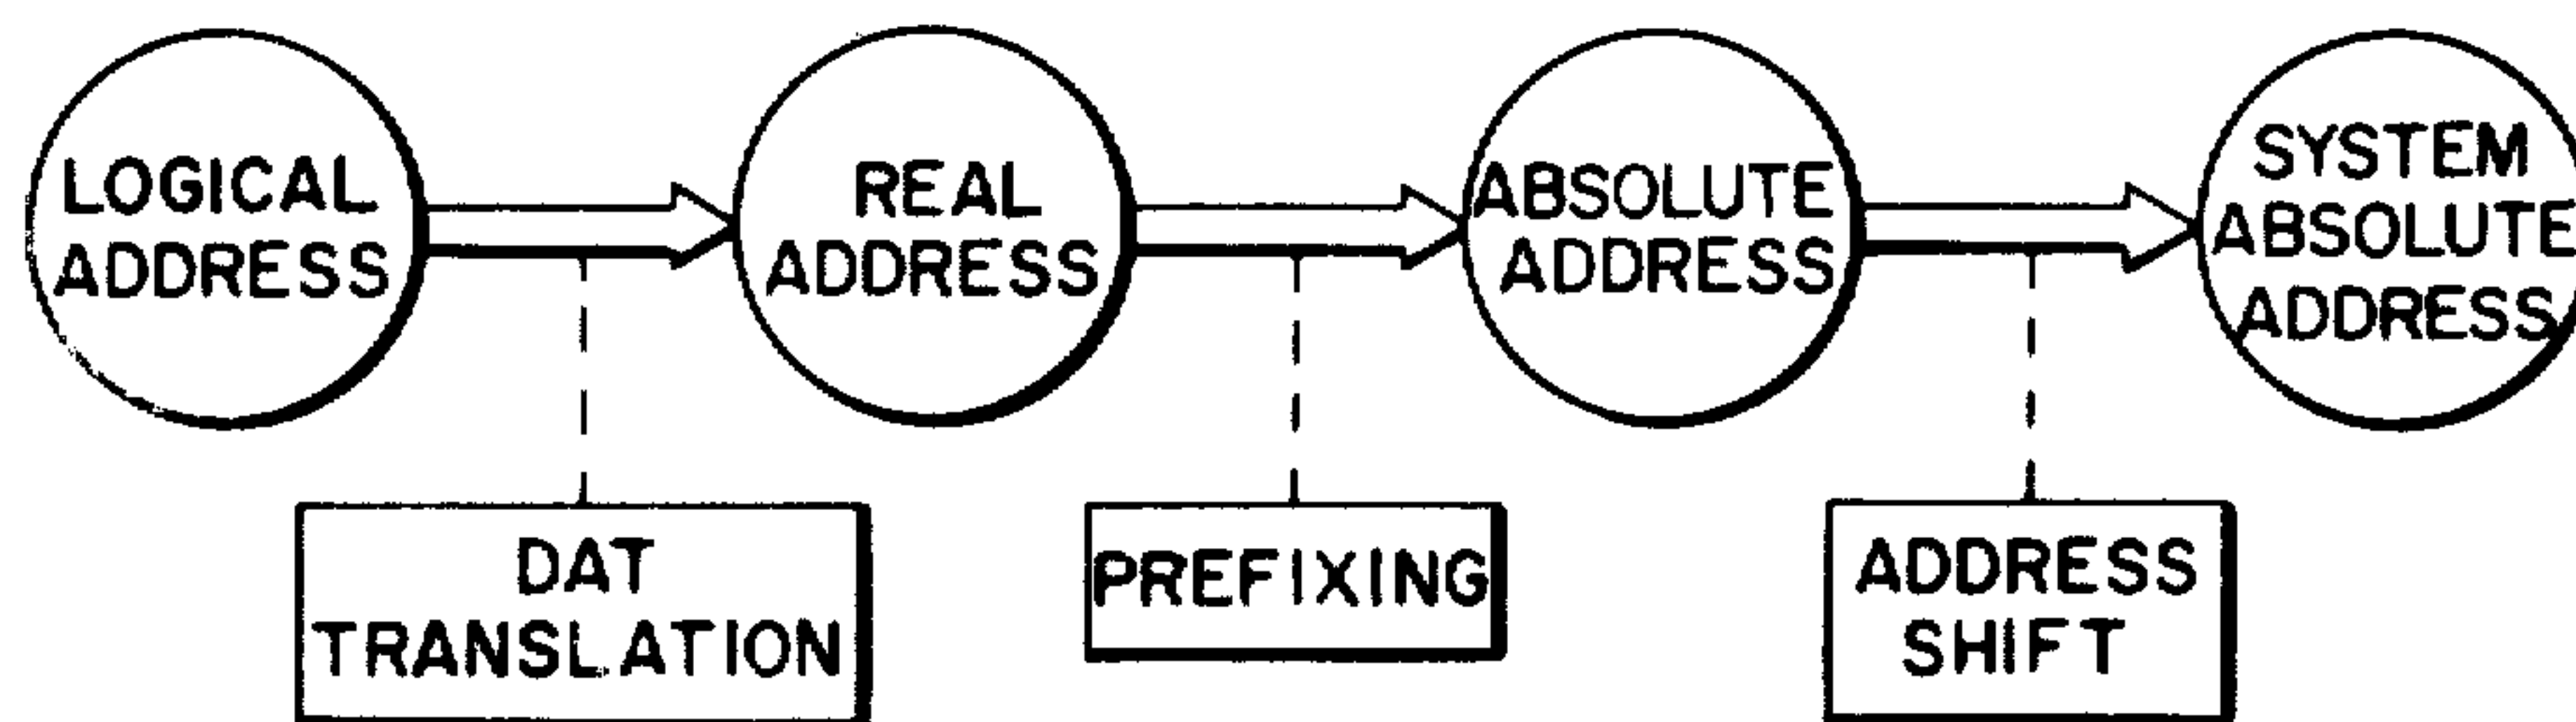 LOGICAL
ADDRESS
REAL
ADDRESS
ABSOLUTE
ADDRESS
SYSTEM
ABSOLUTE
ADDRESS
DAT
TRANSLATION
PREFIXING
ADDRESS
SHIFT